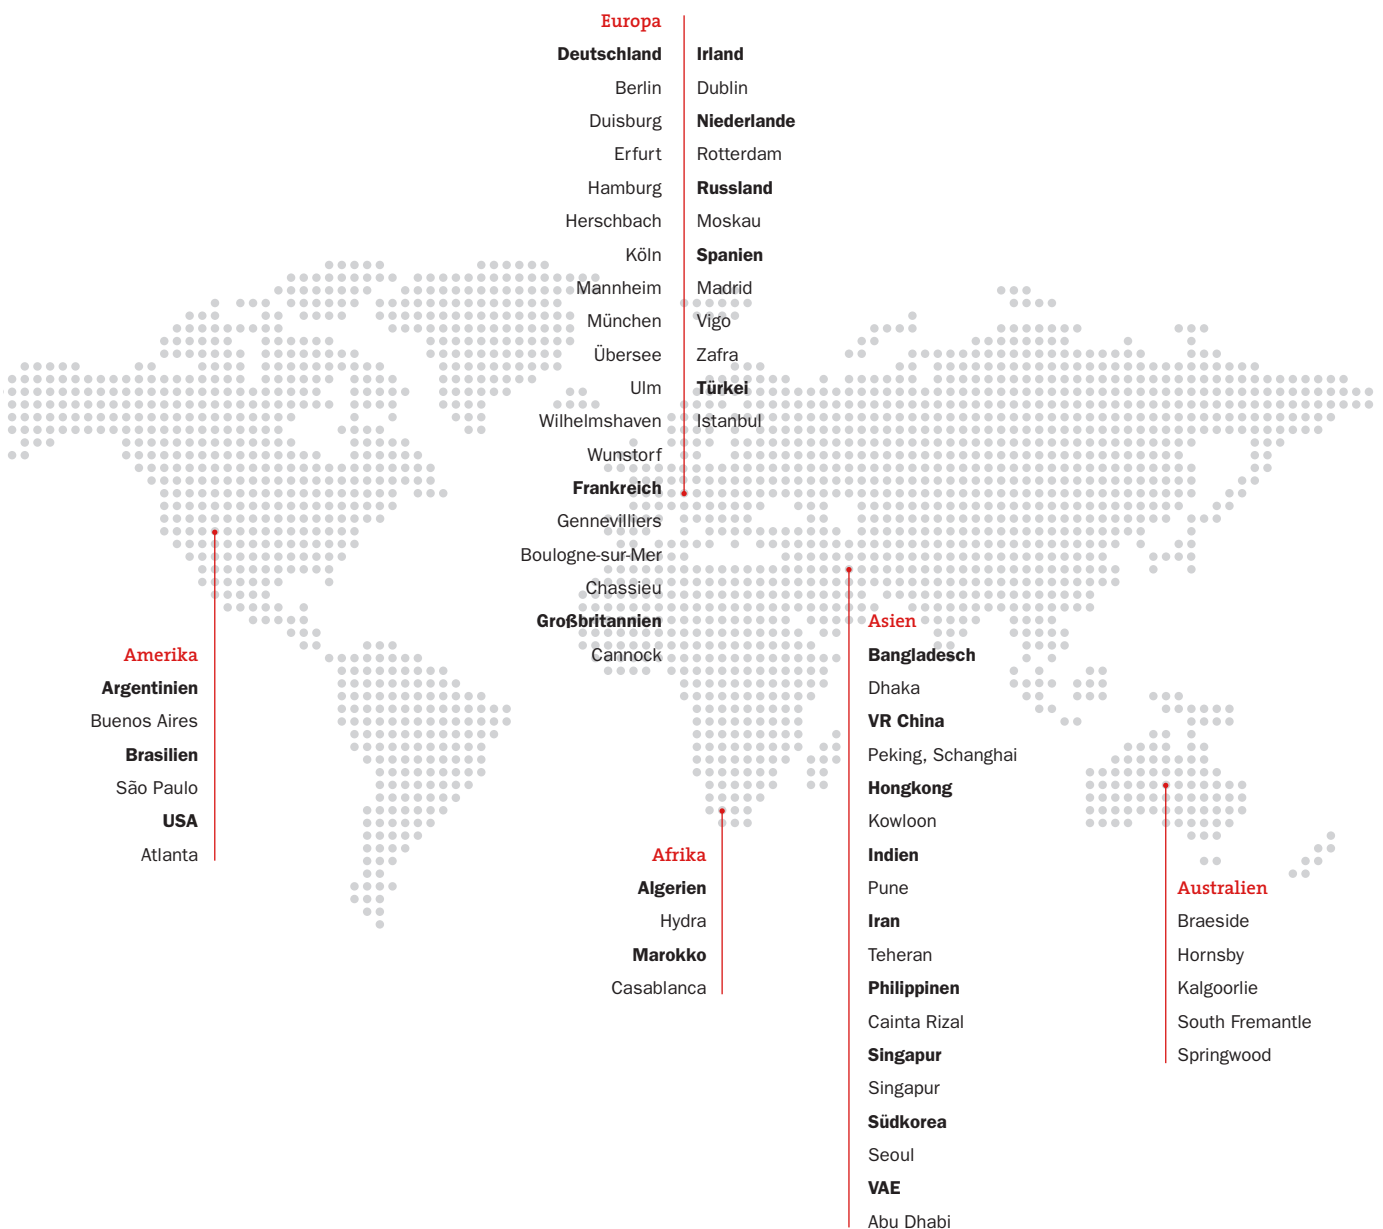 Europa
Deutschland
Berlin
Duisburg
Erfurt
Hamburg
Herschbach
Köln
Mannheim
München
Übersee
Ulm
Wilhelmshaven
Wunstorf
Frankreich
Gennevilliers
Boulogne-sur-Mer
Chassieu
Großbritannien
Cannock
Irland
Dublin
Niederlande
Rotterdam
Russland
Moskau
Spanien
Madrid
Vigo
Zafra
Türkei
Istanbul
Amerika
Argentinien
Buenos Aires
Brasilien
São Paulo
USA
Atlanta
Afrika
Algerien
Hydra
Marokko
Casablanca
Asien
Bangladesch
Dhaka
VR China
Peking, Schanghai
Hongkong
Kowloon
Indien
Pune
Iran
Teheran
Philippinen
Cainta Rizal
Singapur
Singapur
Südkorea
Seoul
VAE
Abu Dhabi
Australien
Braeside
Hornsby
Kalgoorlie
South Fremantle
Springwood